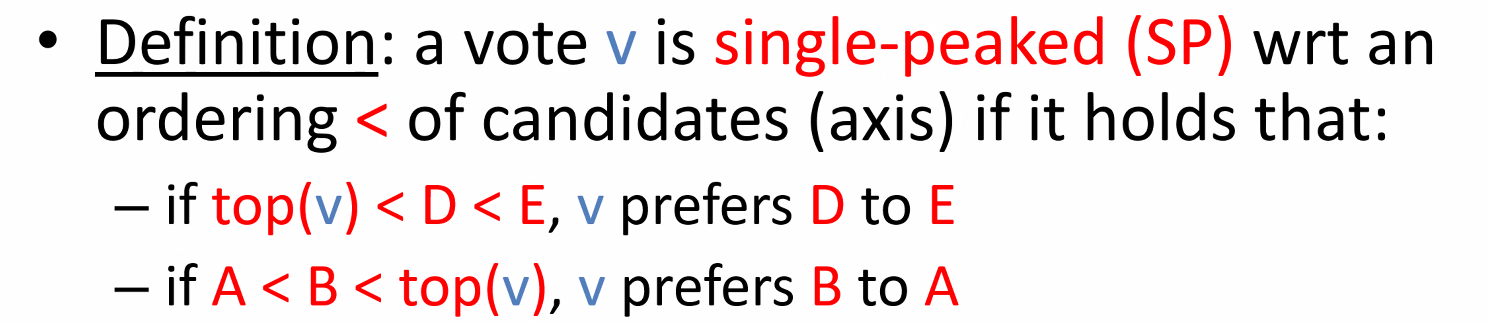 • Definition: a vote v is single-peaked (SP) wrt an
ordering < of candidates (axis) if it holds that:
– if top(v) < D < E, v prefers D to E
– if A < B < top(v), v prefers B to A